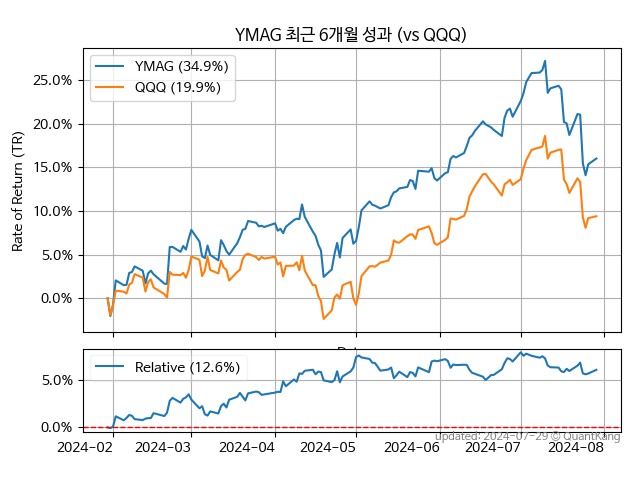 YMAG 최근 6개월 성과 (vs QQQ)
YMAG (34.9%)
QQQ (19.9%)
25.0%
20.0%
15.0%
10.0%
5.0%
0.0%
Rate of Return (TR)
Relative (12.6%)
5.0%
0.0%
2024-02 2024-03 2024-04 2024-05 2024-06 2024-07 2024-08
updated: 2024-07-29 © QuantKang